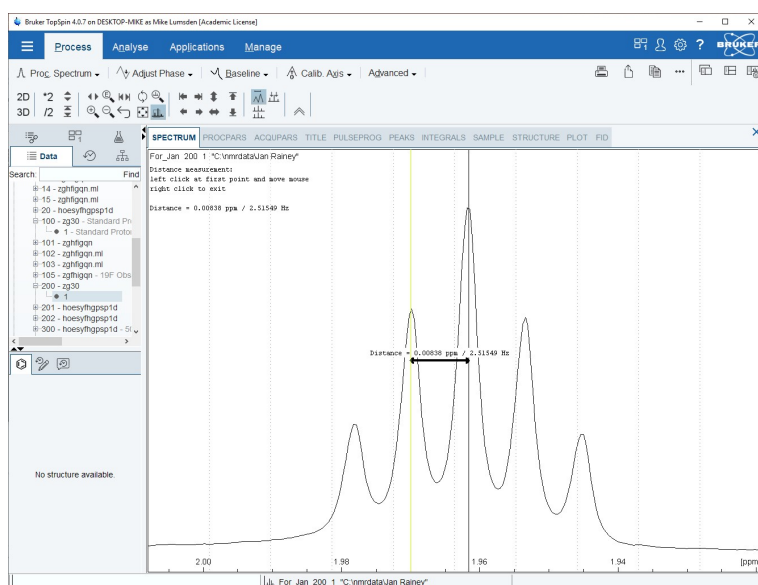 Bruker TopSpin 4.0.7 on DESKTOP-MIKE as Mike Lumsden [Academic License]
Process Analyse Applications Manage
? BRUKER
Proc. Spectrum Adjust Phase Baseline Calib. Axis Advanced
2D *2
3D /2
SPECTRUM PROCPARS ACQUPARS TITLE PULSEPROG PEAKS INTEGRALS SAMPLE STRUCTURE PLOT FID
Data
Search: Find
14 - zghfigqn.ml
15 - zghfigqn.ml
20 - hoesyfhgpsp1d
100 - zg30 - Standard Pr
1 - Standard Proto
101 - zghfigqn
102 - zghfigqn.ml
103 - zghfigqn.ml
105 - zgfhigqn - 19F Obs
200 - zg30
1
201 - hoesyfhgpsp1d
202 - hoesyfhgpsp1d
300 - hoesyfhgpsp1d
No structure available.
For_Jan 200 1 "C:\nmrdata\Jan Rainey"
Distance measurement:
left click at first point and move mouse
right click to exit
Distance = 0.00838 ppm / 2.51549 Hz
Distance = 0.00838 ppm / 2.51549 Hz
2.00 1.98 1.96 1.94 [ppm
For_Jan 200 1 "C:\nmrdata\Jan Rainey"